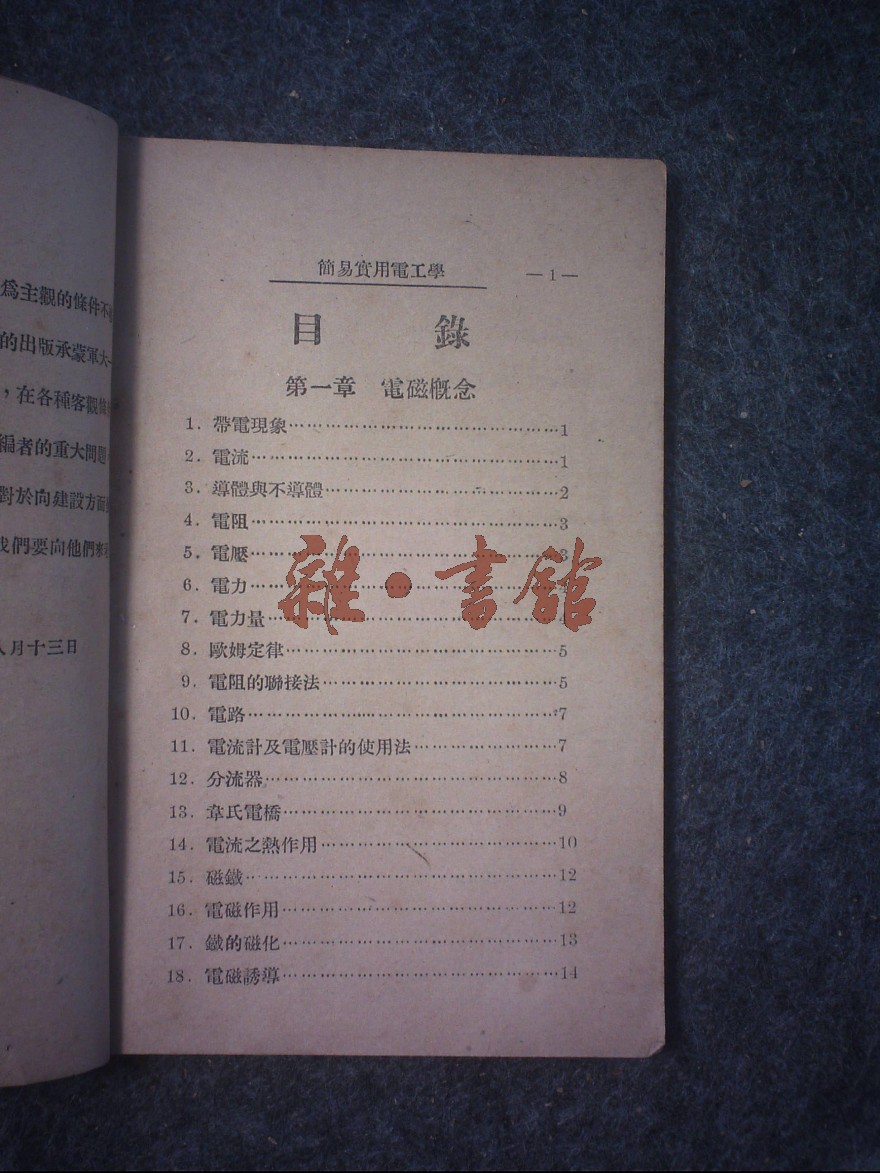 為主觀的條件不
的出版承蒙軍大
，在各種客觀條
編者的重大問題
對於向建設方面
我們要向他們來
八月十三日
簡易實用電工學 —1—
目 錄
第一章 電磁概念
1. 帶電現象…………………………………1
2. 電流…………………………………1
3. 導體與不導體…………………………………2
4. 電阻…………………………………3
5. 電壓…………………………………3
6. 電力…………………………………4
7. 電力量…………………………………4
8. 歐姆定律…………………………………5
9. 電阻的聯接法…………………………………5
10. 電路…………………………………7
11. 電流計及電壓計的使用法…………………7
12. 分流器…………………………………8
13. 韋氏電橋…………………………………9
14. 電流之熱作用…………………………………10
15. 磁鐵…………………………………12
16. 電磁作用…………………………………12
17. 鐵的磁化…………………………………13
18. 電磁誘導…………………………………14
雜·書館